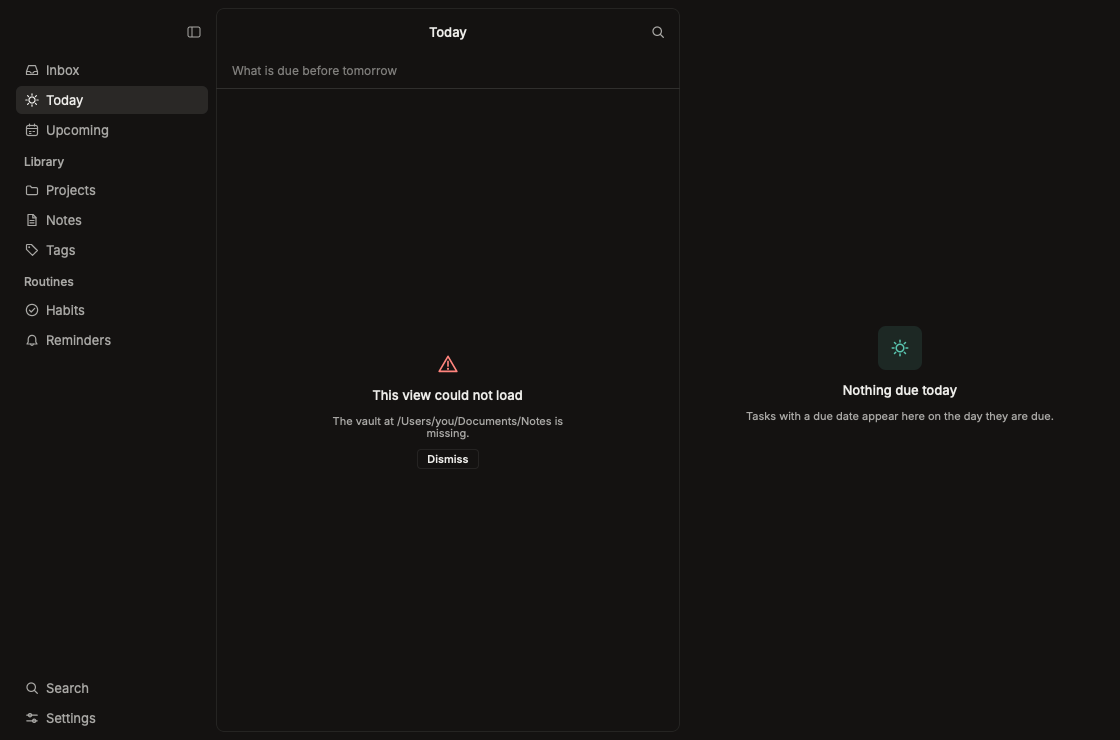 Inbox
Today
Upcoming
Library
Projects
Notes
Tags
Routines
Habits
Reminders
Search
Settings
Today
What is due before tomorrow
This view could not load
The vault at /Users/you/Documents/Notes is
missing.
Dismiss
Nothing due today
Tasks with a due date appear here on the day they are due.